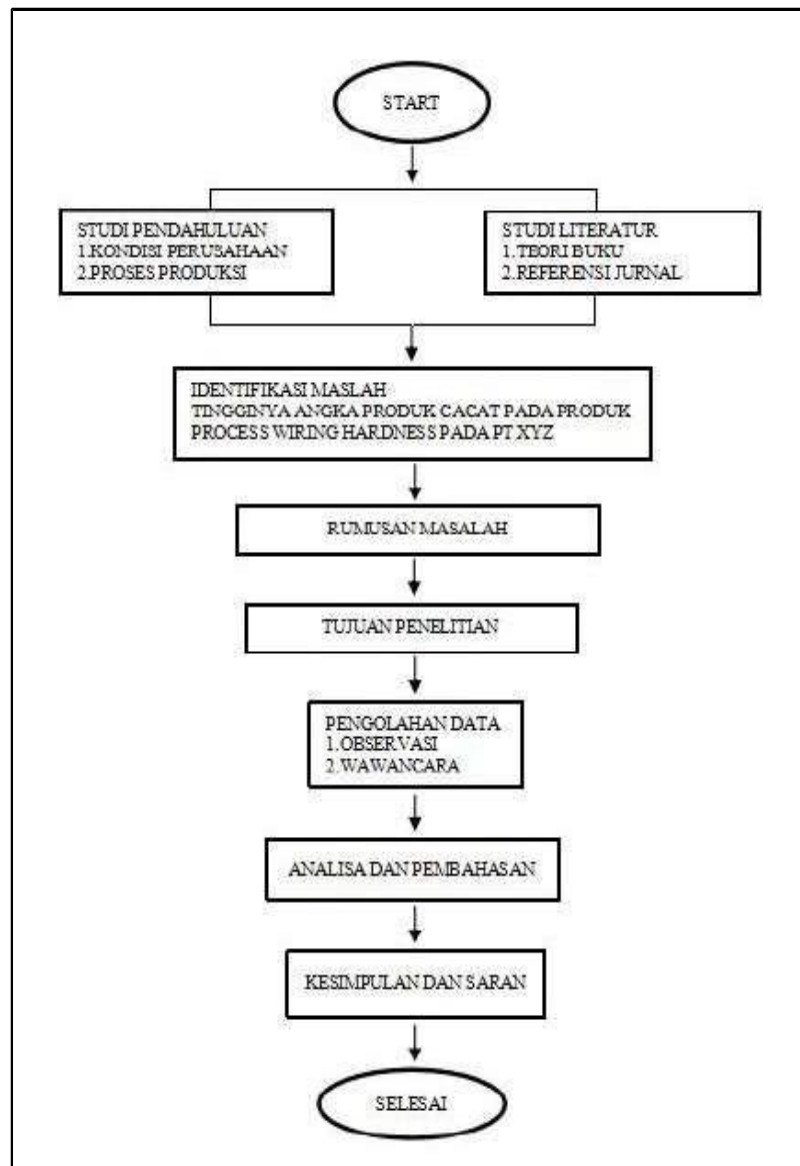 START
STUDI PENDAHULUAN
1.KONDISI PERUSAHAAN
2.PROSES PRODUKSI
STUDI LITERATUR
1.TEORI BUKU
2.REFERENSI JURNAL
IDENTIFIKASI MASLAH
TINGGINYA ANGKA PRODUK CACAT PADA PRODUK
PROCESS WIRING HARDNESS PADA PT XYZ
RUMUSAN MASALAH
TUJUAN PENELITIAN
PENGOLAHAN DATA
1.OBSERVASI
2.WAWANCARA
ANALISA DAN PEMBAHASAN
KESIMPULAN DAN SARAN
SELESAI